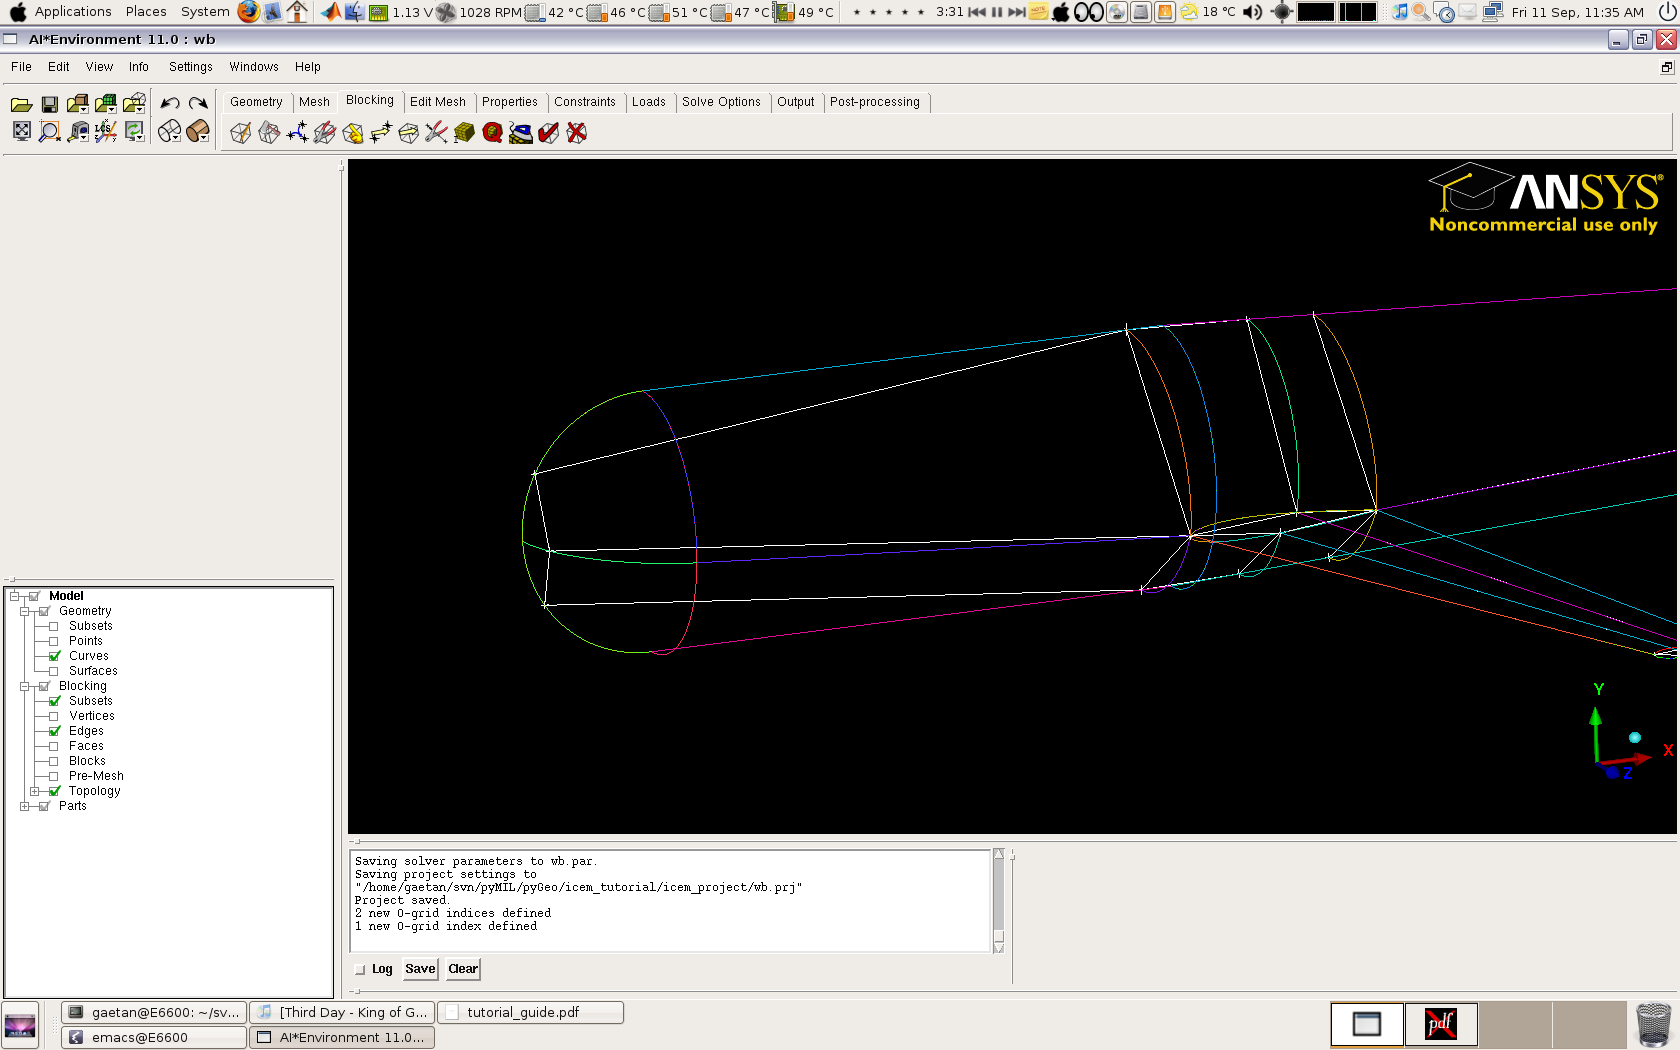 Applications Places System 1.13 V 1028 RPM 42 °C 46 °C 51 °C 47 °C 49 °C 3:31 18 °C Fri 11 Sep, 11:35 AM
AI*Environment 11.0 : wb
File Edit View Info Settings Windows Help
Geometry Mesh Blocking Edit Mesh Properties Constraints Loads Solve Options Output Post-processing
LCS
ANSYS®
Noncommercial use only
Model
Geometry
Subsets
Points
Curves
Surfaces
Blocking
Subsets
Vertices
Edges
Faces
Blocks
Pre-Mesh
Topology
Parts
Y
X
Z
Saving solver parameters to wb.par.
Saving project settings to
"/home/gaetan/svn/pyMIL/pyGeo/icem_tutorial/icem_project/wb.prj"
Project saved.
2 new O-grid indices defined
1 new O-grid index defined
Log Save Clear
gaetan@E6600: ~/sv... [Third Day - King of G... tutorial_guide.pdf
emacs@E6600 AI*Environment 11.0...
pdf